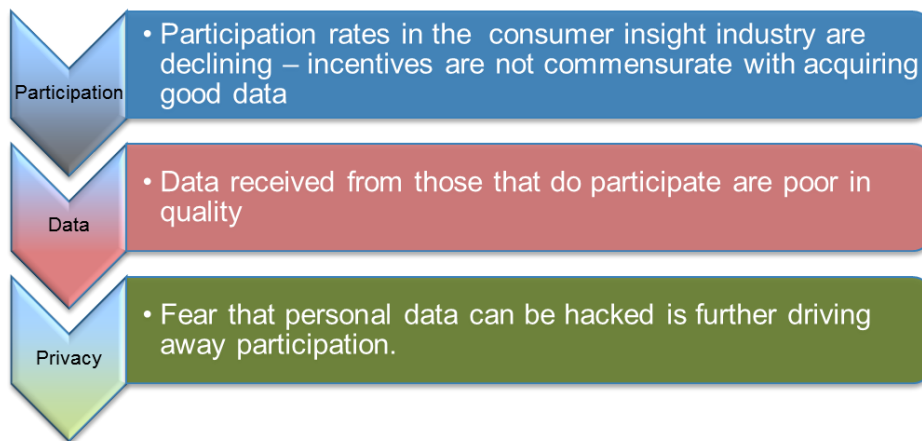 Participation
• Participation rates in the consumer insight industry are
declining – incentives are not commensurate with acquiring
good data
Data
• Data received from those that do participate are poor in
quality
Privacy
• Fear that personal data can be hacked is further driving
away participation.